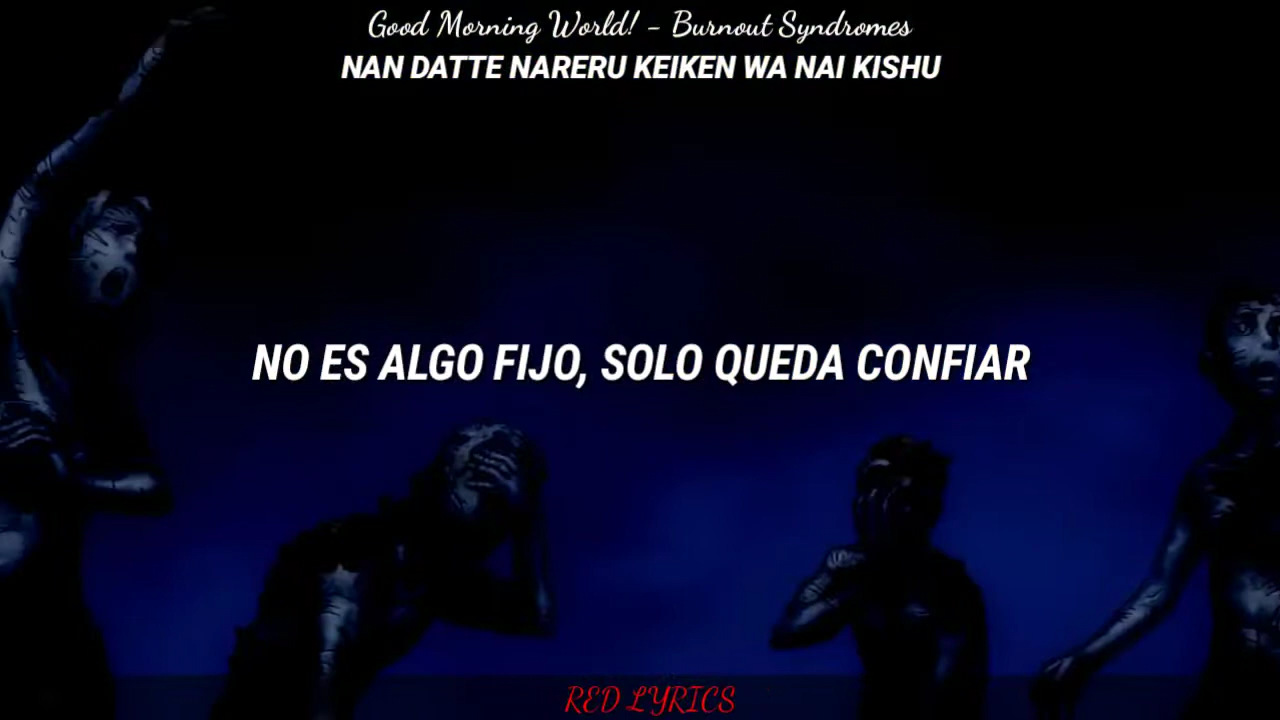 Good Morning World! - Burnout Syndromes
NAN DATTE NARERU KEIKEN WA NAI KISHU
NO ES ALGO FIJO, SOLO QUEDA CONFIAR
RED LYRICS